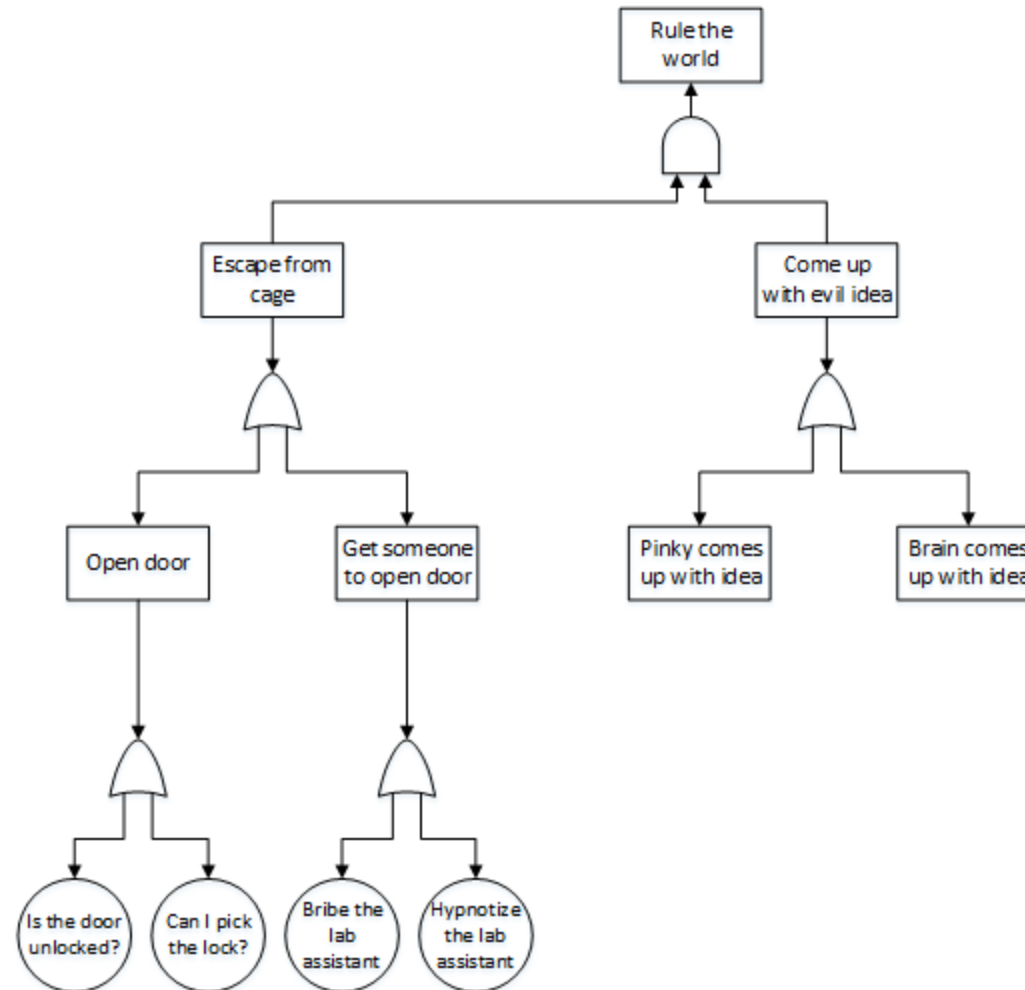 Rule the
world
Escape from
cage
Come up
with evil idea
Open door
Get someone
to open door
Pinky comes
up with idea
Brain comes
up with idea
Is the door
unlocked?
Can I pick
the lock?
Bribe the
lab
assistant
Hypnotize
the lab
assistant